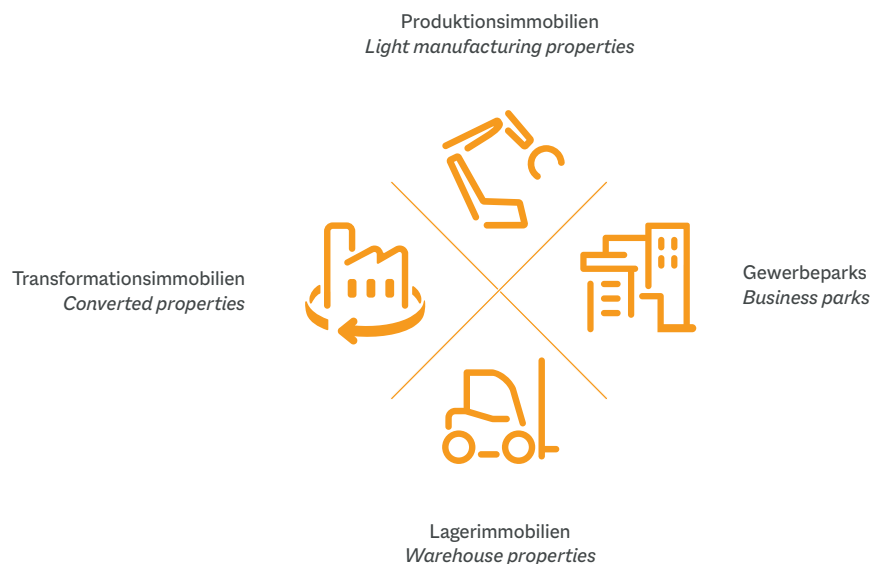 Produktionsimmobilien
Light manufacturing properties
Transformationsimmobilien
Converted properties
Gewerbeparks
Business parks
Lagerimmobilien
Warehouse properties